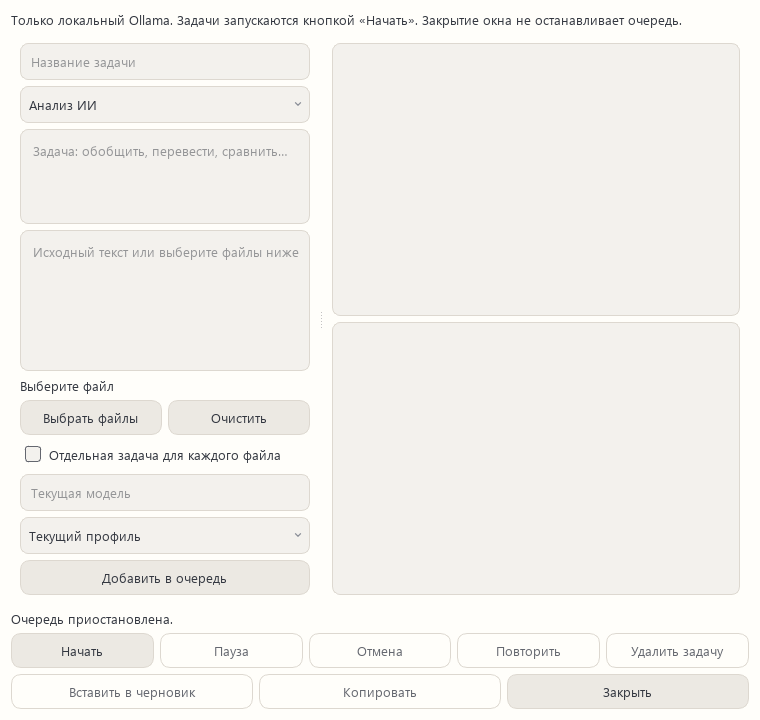 Только локальный Ollama. Задачи запускаются кнопкой «Начать». Закрытие окна не останавливает очередь.
Название задачи
Анализ ИИ
Задача: обобщить, перевести, сравнить…
Исходный текст или выберите файлы ниже
Выберите файл
Выбрать файлы
Очистить
Отдельная задача для каждого файла
Текущая модель
Текущий профиль
Добавить в очередь
Очередь приостановлена.
Начать
Пауза
Отмена
Повторить
Удалить задачу
Вставить в черновик
Копировать
Закрыть